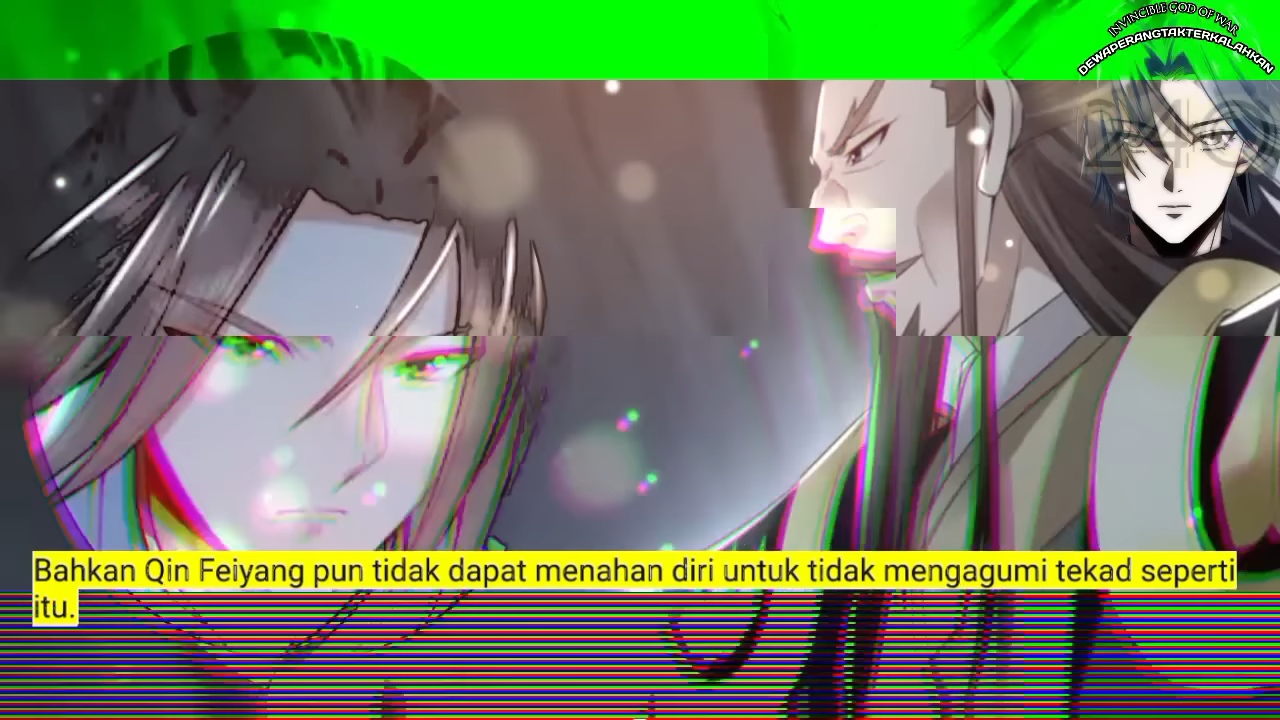 INVINCIBLE GOD OF WAR
DEWAPERANGTAKTERKALAHKAN
240
Bahkan Qin Feiyang pun tidak dapat menahan diri untuk tidak mengagumi tekad seperti
itu.